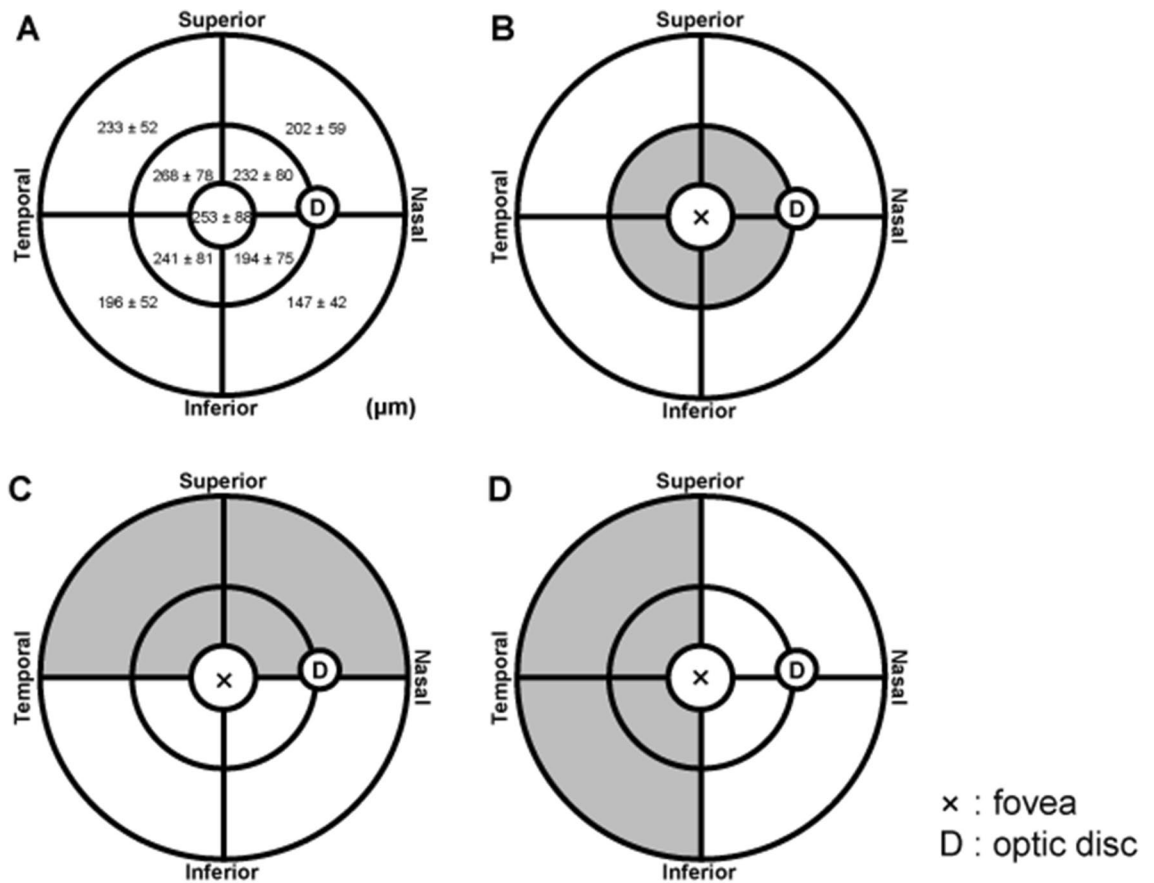 A
Superior
Temporal
233 ± 52
202 ± 59
268 ± 78
232 ± 80
253 ± 88
D
Nasal
241 ± 81
194 ± 75
196 ± 52
147 ± 42
Inferior
(μm)
B
Superior
Temporal
×
D
Nasal
Inferior
C
Superior
Temporal
×
D
Nasal
Inferior
D
Superior
Temporal
×
D
Nasal
Inferior
× : fovea
D : optic disc